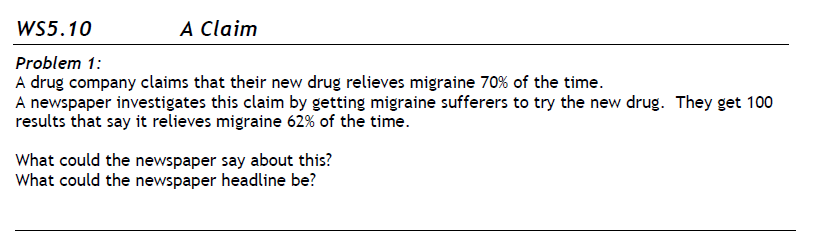 WS5.10 A Claim
Problem 1:
A drug company claims that their new drug relieves migraine 70% of the time.
A newspaper investigates this claim by getting migraine sufferers to try the new drug. They get 100
results that say it relieves migraine 62% of the time.
What could the newspaper say about this?
What could the newspaper headline be?